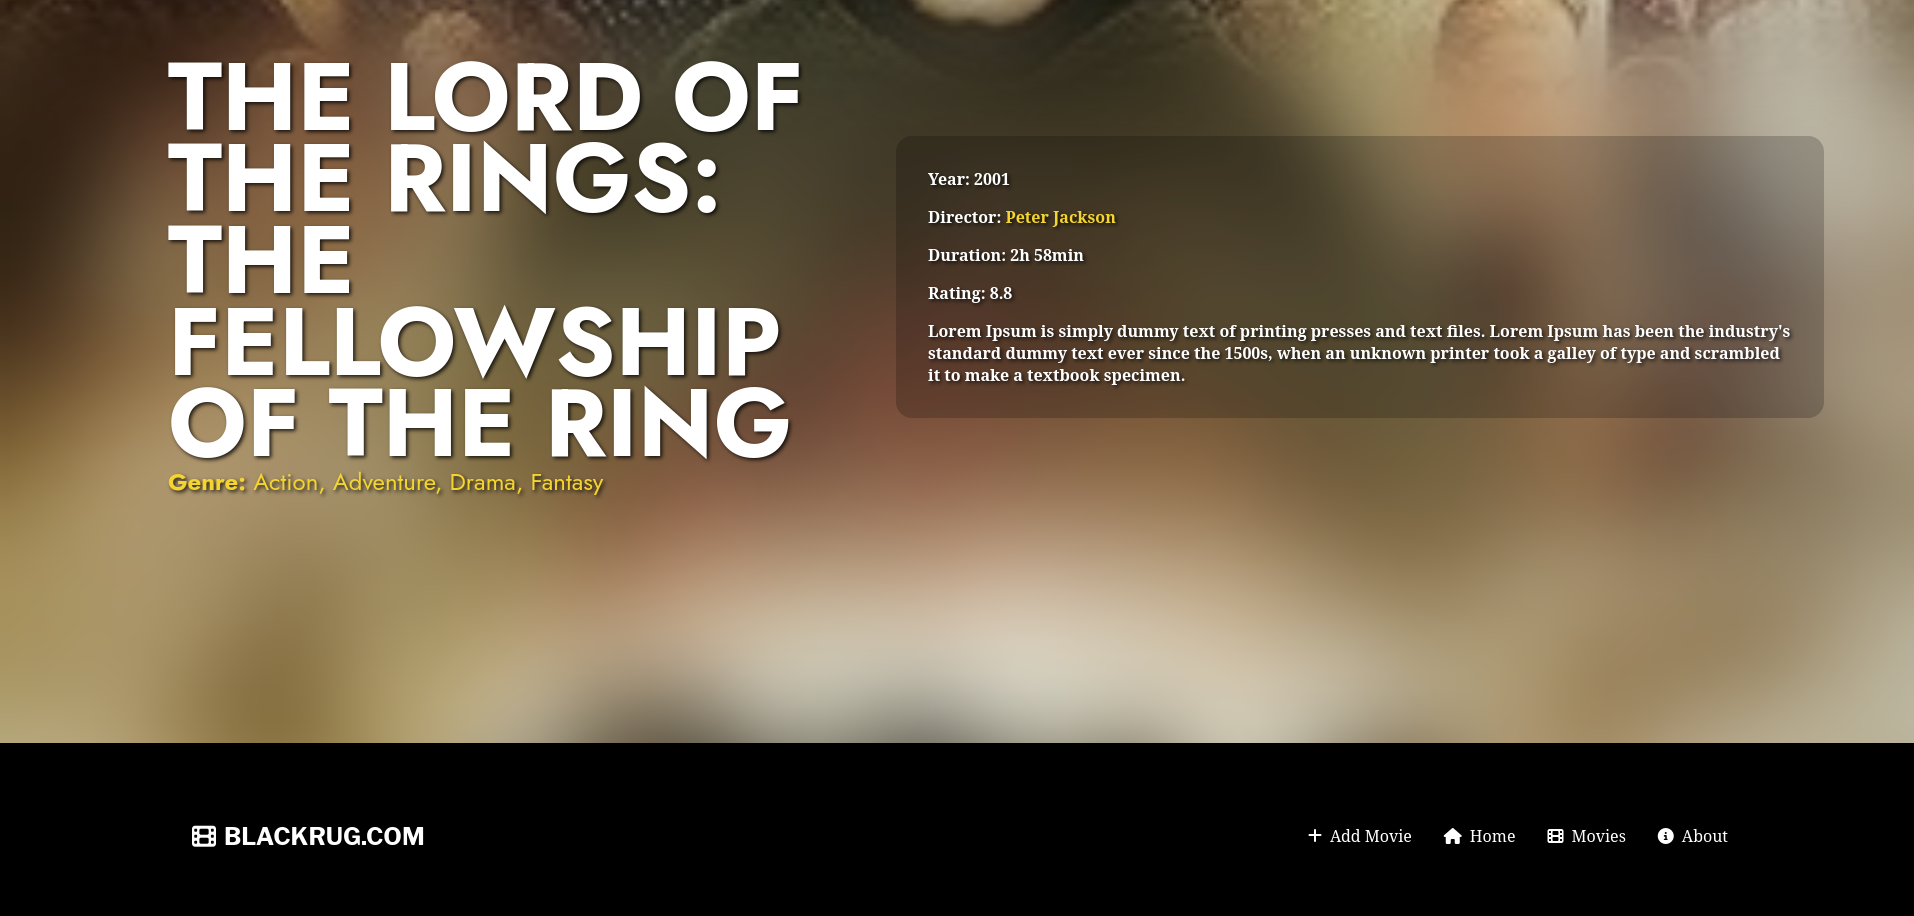 THE LORD OF
THE RINGS:
THE
FELLOWSHIP
OF THE RING
Genre: Action, Adventure, Drama, Fantasy
Year: 2001
Director: Peter Jackson
Duration: 2h 58min
Rating: 8.8
Lorem Ipsum is simply dummy text of printing presses and text files. Lorem Ipsum has been the industry's
standard dummy text ever since the 1500s, when an unknown printer took a galley of type and scrambled
it to make a textbook specimen.
BLACKRUG.COM
Add Movie Home Movies About